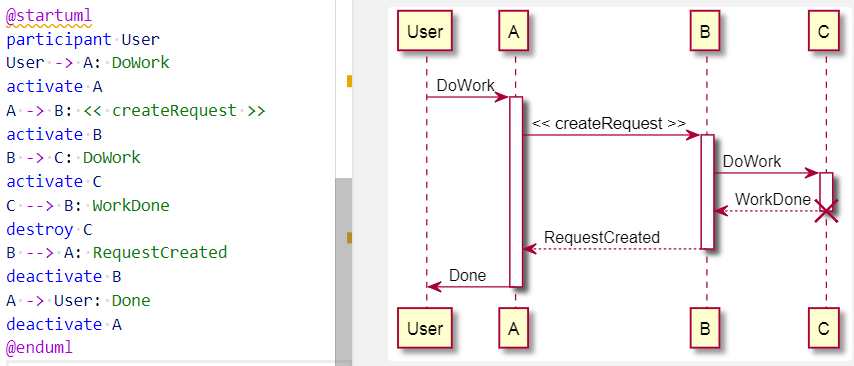 @startuml
participant User
User -> A: DoWork
activate A
A -> B: << createRequest >>
activate B
B -> C: DoWork
activate C
C --> B: WorkDone
destroy C
B --> A: RequestCreated
deactivate B
A -> User: Done
deactivate A
@enduml
User A B C
DoWork
<< createRequest >>
DoWork
WorkDone
RequestCreated
Done
User A B C